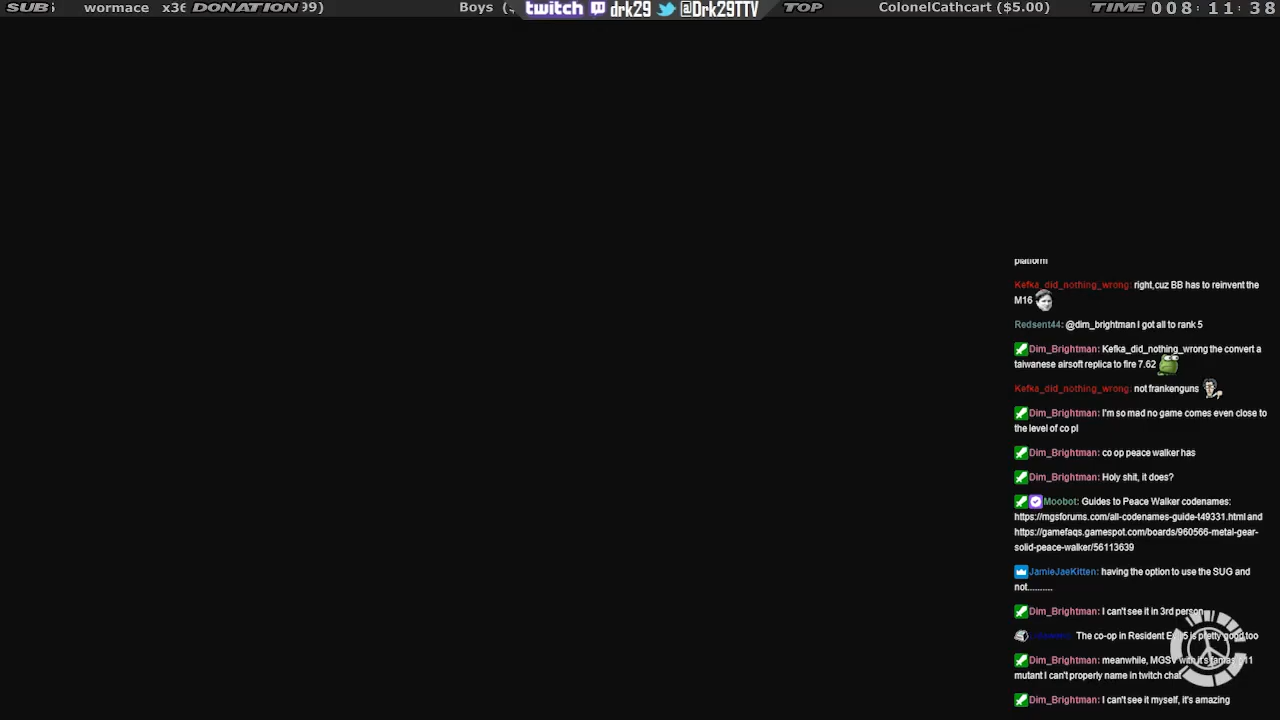 SUB wormace x36 DONATION 99) Boys ( twitch drk29 @Drk29TTV TOP ColonelCathcart ($5.00) TIME 008:11:38
platform
Kefka_did_nothing_wrong: right,cuz BB has to reinvent the
M16
Redsent44: @dim_brightman I got all to rank 5
Dim_Brightman: Kefka_did_nothing_wrong the convert a
taiwanese airsoft replica to fire 7.62
Kefka_did_nothing_wrong: not frankenguns
Dim_Brightman: I'm so mad no game comes even close to
the level of co pl
Dim_Brightman: co op peace walker has
Dim_Brightman: Holy shit, it does?
Moobot: Guides to Peace Walker codenames:
https://mgsforums.com/all-codenames-guide-t49331.html and
https://gamefaqs.gamespot.com/boards/960566-metal-gear-
solid-peace-walker/56113639
JamieJaeKitten: having the option to use the SUG and
not..........
Dim_Brightman: I can't see it in 3rd person
The co-op in Resident Evil 5 is pretty good too
Dim_Brightman: meanwhile, MGSV with it's famas
mutant I can't properly name in twitch chat
Dim_Brightman: I can't see it myself, it's amazing